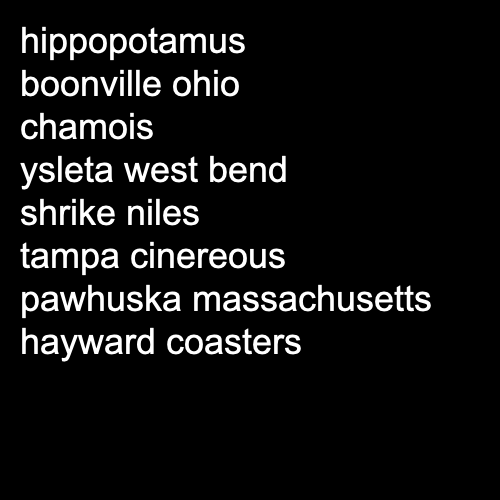 hippopotamus
boonville ohio
chamois
ysleta west bend
shrike niles
tampa cinereous
pawhuska massachusetts
hayward coasters